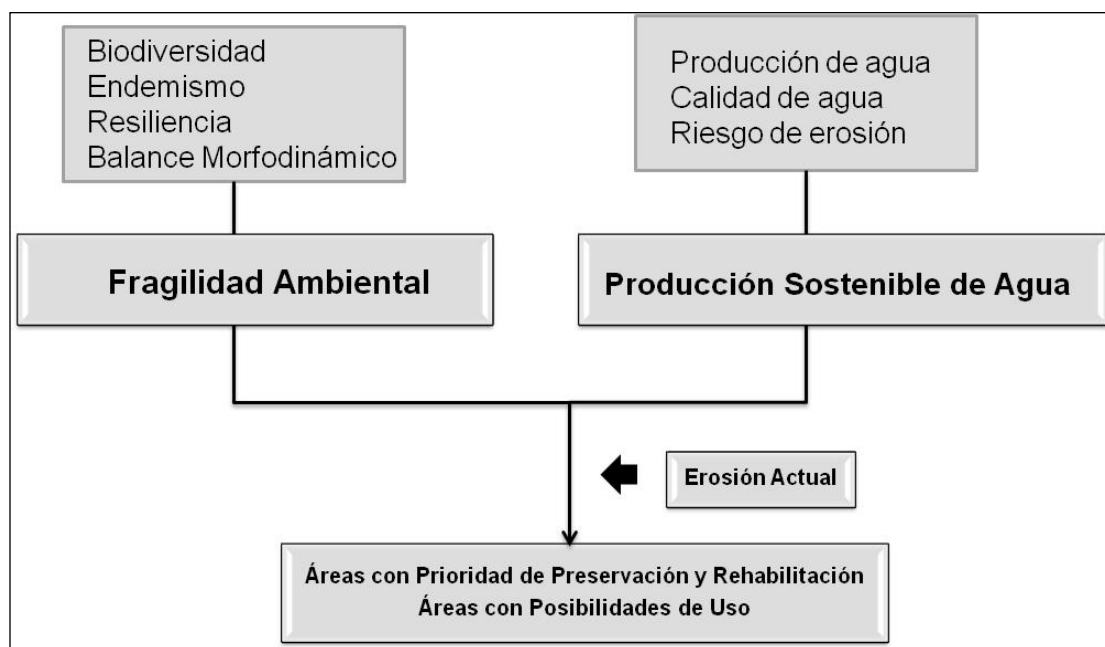 Biodiversidad
Endemismo
Resiliencia
Balance Morfodinámico
Producción de agua
Calidad de agua
Riesgo de erosión
Fragilidad Ambiental
Producción Sostenible de Agua
Erosión Actual
Áreas con Prioridad de Preservación y Rehabilitación
Áreas con Posibilidades de Uso